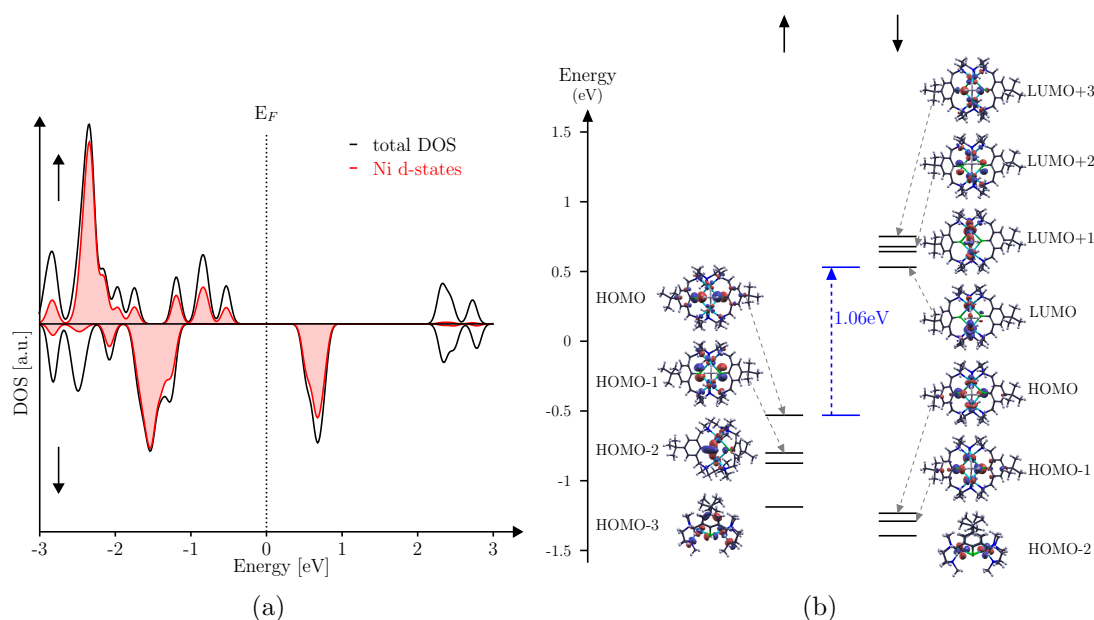 E_F
total DOS
Ni d-states
DOS [a.u.]
-3 -2 -1 0 1 2 3
Energy [eV]
(a)
Energy
(eV)
1.5
1
0.5
0
-0.5
-1
-1.5
HOMO
HOMO-1
HOMO-2
HOMO-3
1.06eV
LUMO+3
LUMO+2
LUMO+1
LUMO
HOMO
HOMO-1
HOMO-2
(b)